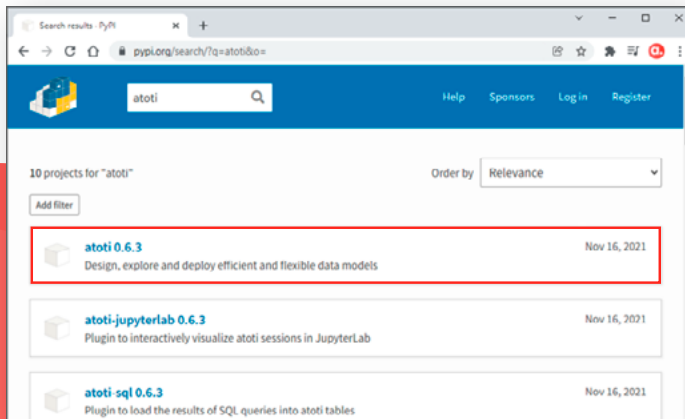 Search results · PyPI
pypi.org/search/?q=atoti&o=
atoti
Help Sponsors Log in Register
10 projects for "atoti"
Order by Relevance
Add filter
atoti 0.6.3
Nov 16, 2021
Design, explore and deploy efficient and flexible data models
atoti-jupyterlab 0.6.3
Nov 16, 2021
Plugin to interactively visualize atoti sessions in JupyterLab
atoti-sql 0.6.3
Nov 16, 2021
Plugin to load the results of SQL queries into atoti tables